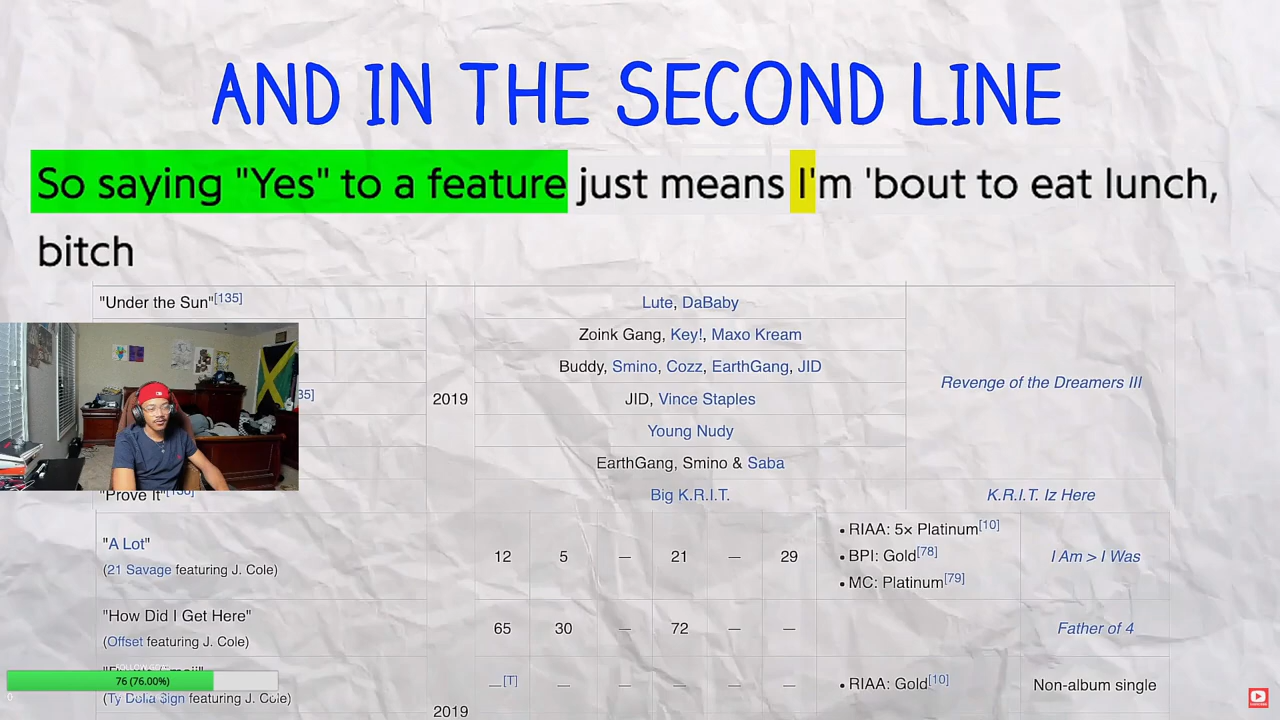 AND IN THE SECOND LINE
So saying "Yes" to a feature just means I'm 'bout to eat lunch,
bitch
"Under the Sun"[135] Lute, DaBaby
Zoink Gang, Key!, Maxo Kream
Buddy, Smino, Cozz, EarthGang, JID
Revenge of the Dreamers III
35] 2019 JID, Vince Staples
Young Nudy
EarthGang, Smino & Saba
"Prove It" Big K.R.I.T. K.R.I.T. Iz Here
"A Lot"
(21 Savage featuring J. Cole)
12 5 — 21 — 29
• RIAA: 5× Platinum[10]
• BPI: Gold[78]
• MC: Platinum[79]
I Am > I Was
"How Did I Get Here"
(Offset featuring J. Cole)
65 30 — 72 — —
Father of 4
76 (76.00%)
0
(Ty Dolla $ign featuring J. Cole)
—[T] — — — — —
• RIAA: Gold[10]
Non-album single
2019